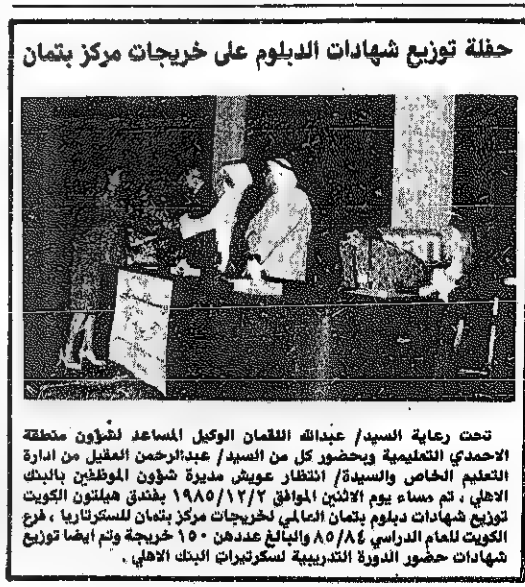 حفلة توزيع شهادات الدبلوم على خريجات مركز بتمان
تحت رعاية السيد/ عبدالله اللقمان الوكيل المساعد لشؤون منطقة
الاحمدي التعليمية وبحضور كل من السيد/ عبدالرحمن العقيل من ادارة
التعليم الخاص والسيدة/ انتظار عويش مديرة شؤون الموظفين بالبنك
الاهلي، تم مساء يوم الاثنين الموافق ١٩٨٥/١٢/٢ بفندق هيلتون الكويت
توزيع شهادات دبلوم بتمان العالمي لخريجات مركز بتمان للسكرتاريا ، فرع
الكويت للعام الدراسي ٨٥/٨٤ والبالغ عددهن ١٥٠ خريجة وتم ايضا توزيع
شهادات حضور الدورة التدريبية لسكرتيرات البنك الاهلي .